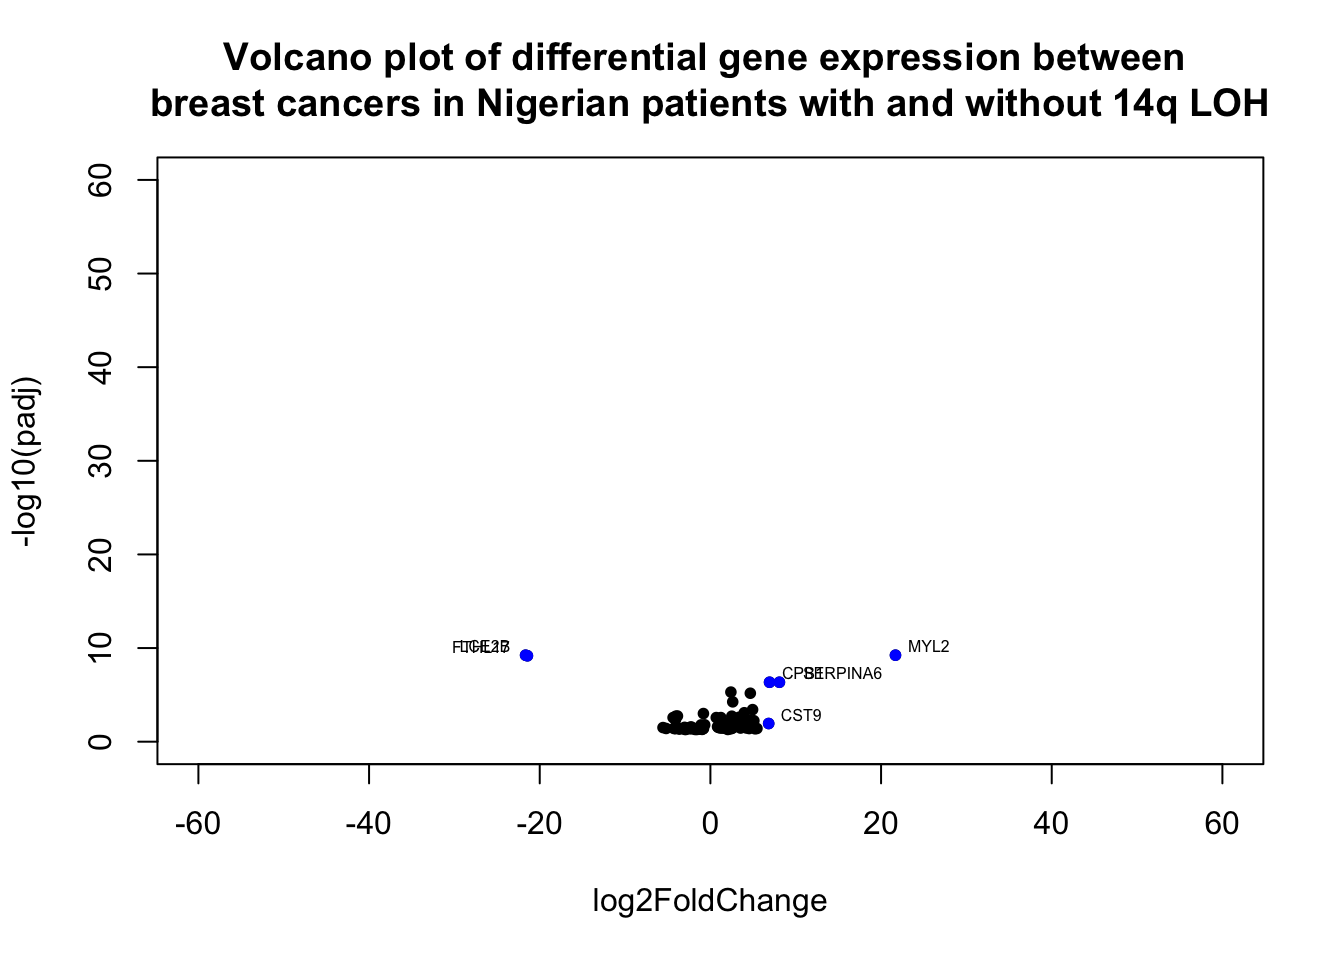 Volcano plot of differential gene expression between
breast cancers in Nigerian patients with and without 14q LOH
-log10(padj)
60
50
40
30
20
10
0
MYL2
SERPINA6
CST9
-60
-40
-20
0
20
40
60
log2FoldChange